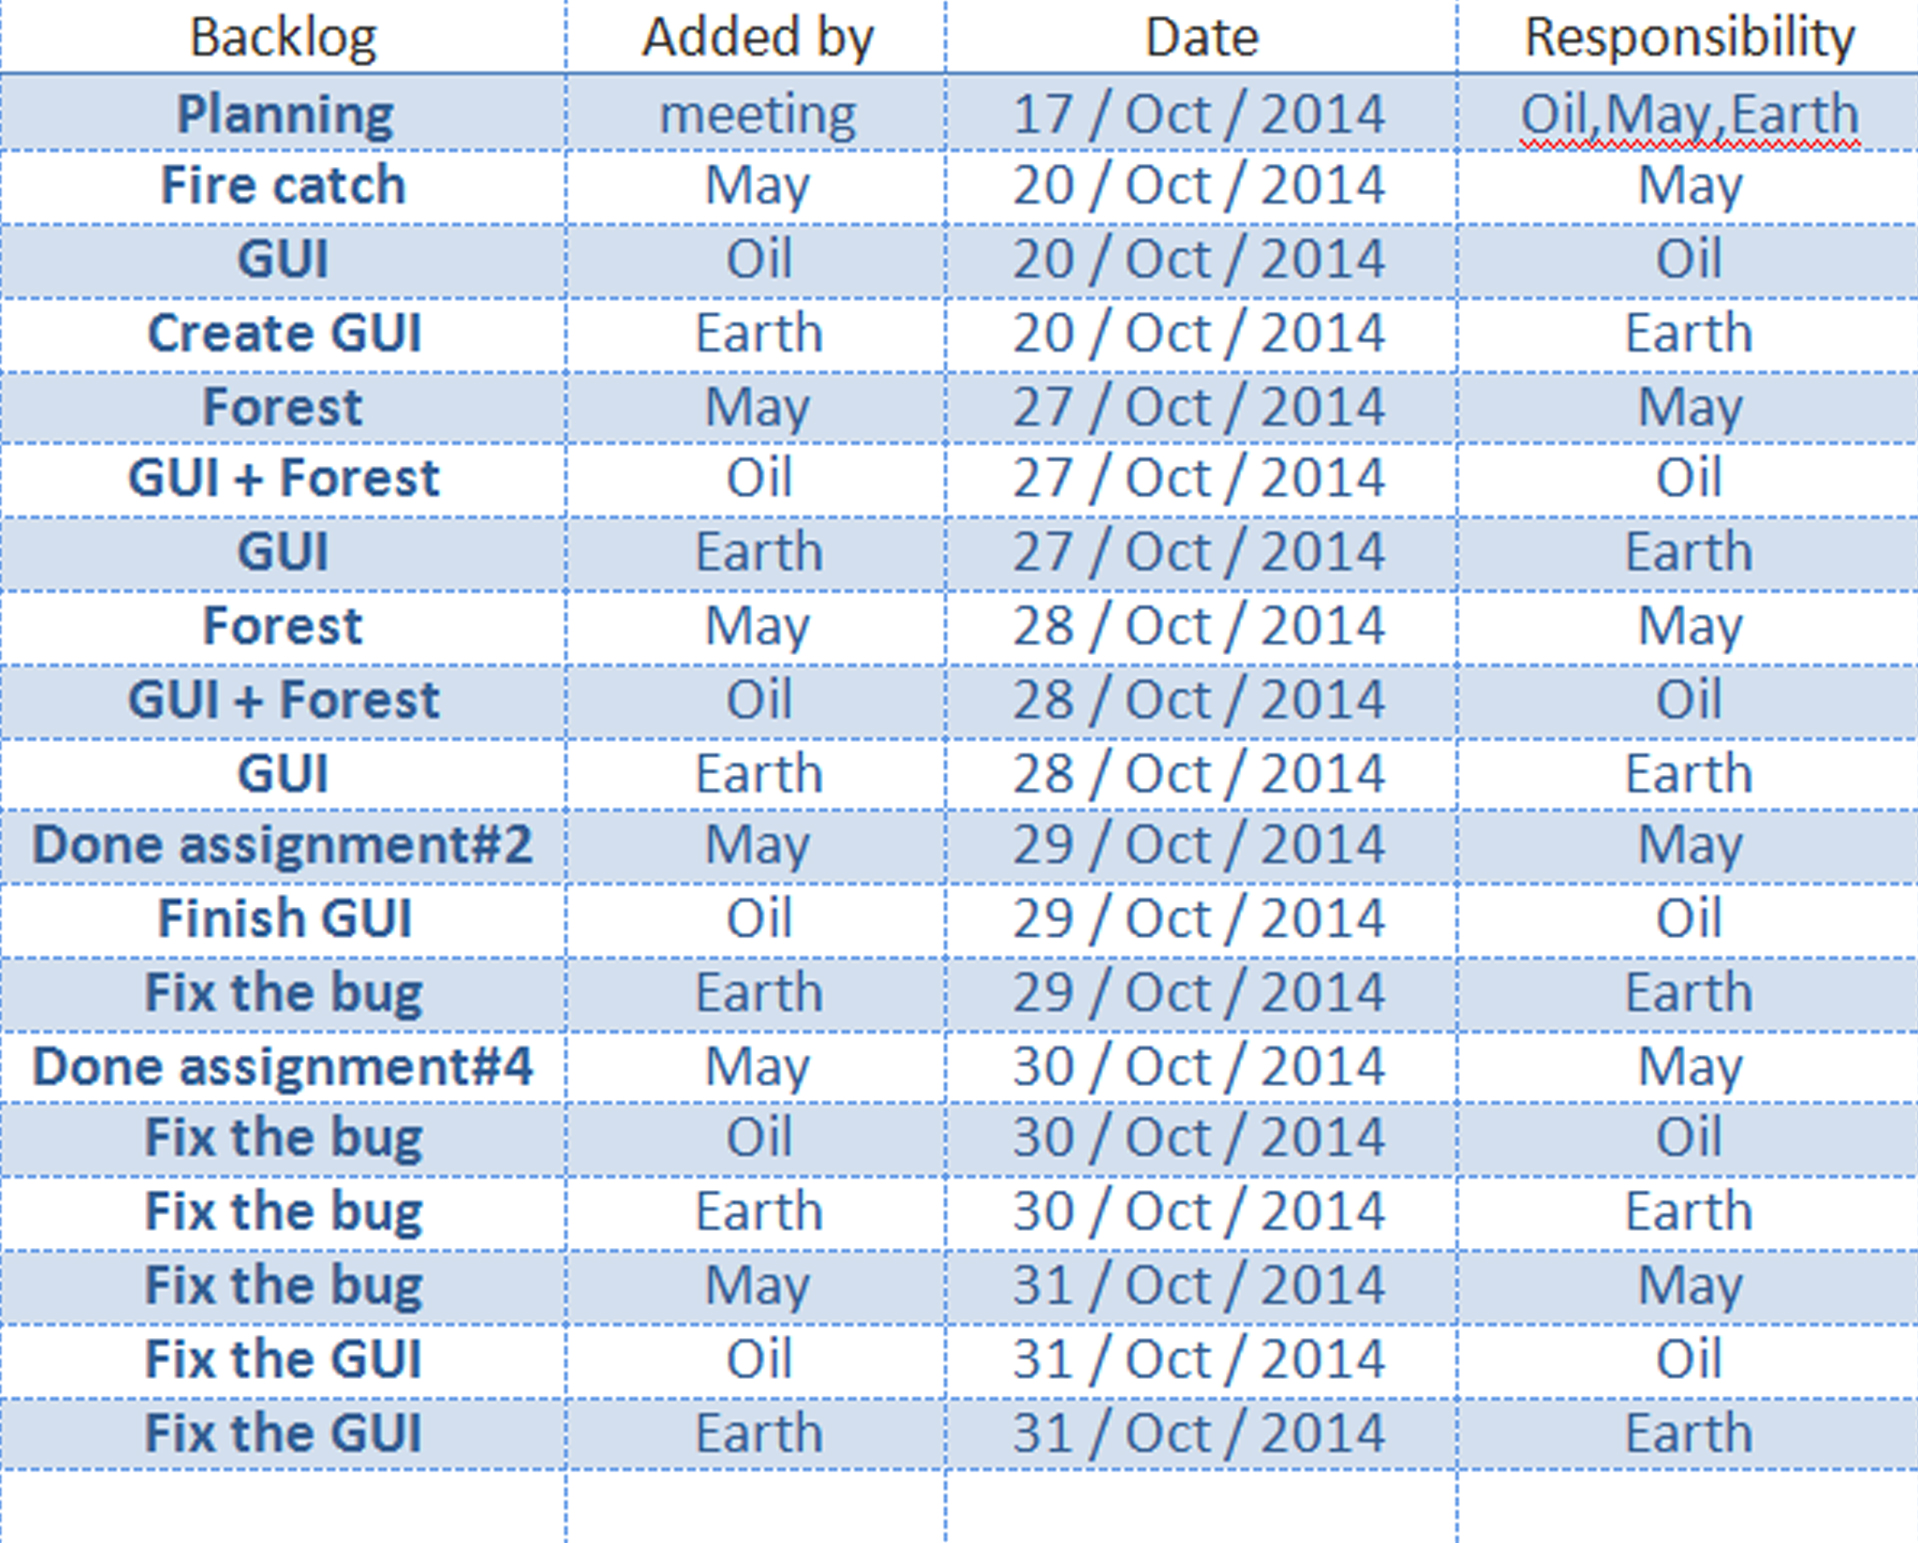 Backlog Added by Date Responsibility
Planning meeting 17 / Oct / 2014 Oil,May,Earth
Fire catch May 20 / Oct / 2014 May
GUI Oil 20 / Oct / 2014 Oil
Create GUI Earth 20 / Oct / 2014 Earth
Forest May 27 / Oct / 2014 May
GUI + Forest Oil 27 / Oct / 2014 Oil
GUI Earth 27 / Oct / 2014 Earth
Forest May 28 / Oct / 2014 May
GUI + Forest Oil 28 / Oct / 2014 Oil
GUI Earth 28 / Oct / 2014 Earth
Done assignment#2 May 29 / Oct / 2014 May
Finish GUI Oil 29 / Oct / 2014 Oil
Fix the bug Earth 29 / Oct / 2014 Earth
Done assignment#4 May 30 / Oct / 2014 May
Fix the bug Oil 30 / Oct / 2014 Oil
Fix the bug Earth 30 / Oct / 2014 Earth
Fix the bug May 31 / Oct / 2014 May
Fix the GUI Oil 31 / Oct / 2014 Oil
Fix the GUI Earth 31 / Oct / 2014 Earth